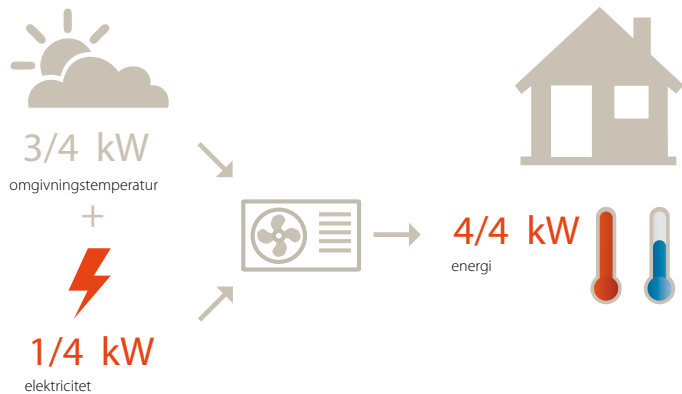 3/4 kW
omgivningstemperatur
+
1/4 kW
elektricitet
4/4 kW
energi